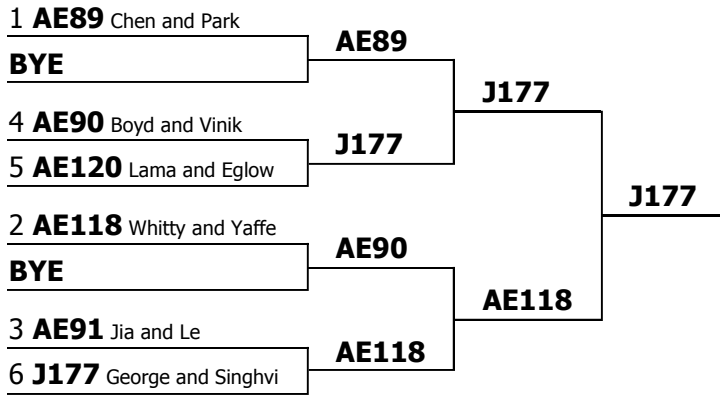 1 AE89 Chen and Park
BYE
4 AE90 Boyd and Vinik
5 AE120 Lama and Eglow
2 AE118 Whitty and Yaffe
BYE
3 AE91 Jia and Le
6 J177 George and Singhvi
AE89
J177
AE90
AE118
J177
AE118
J177